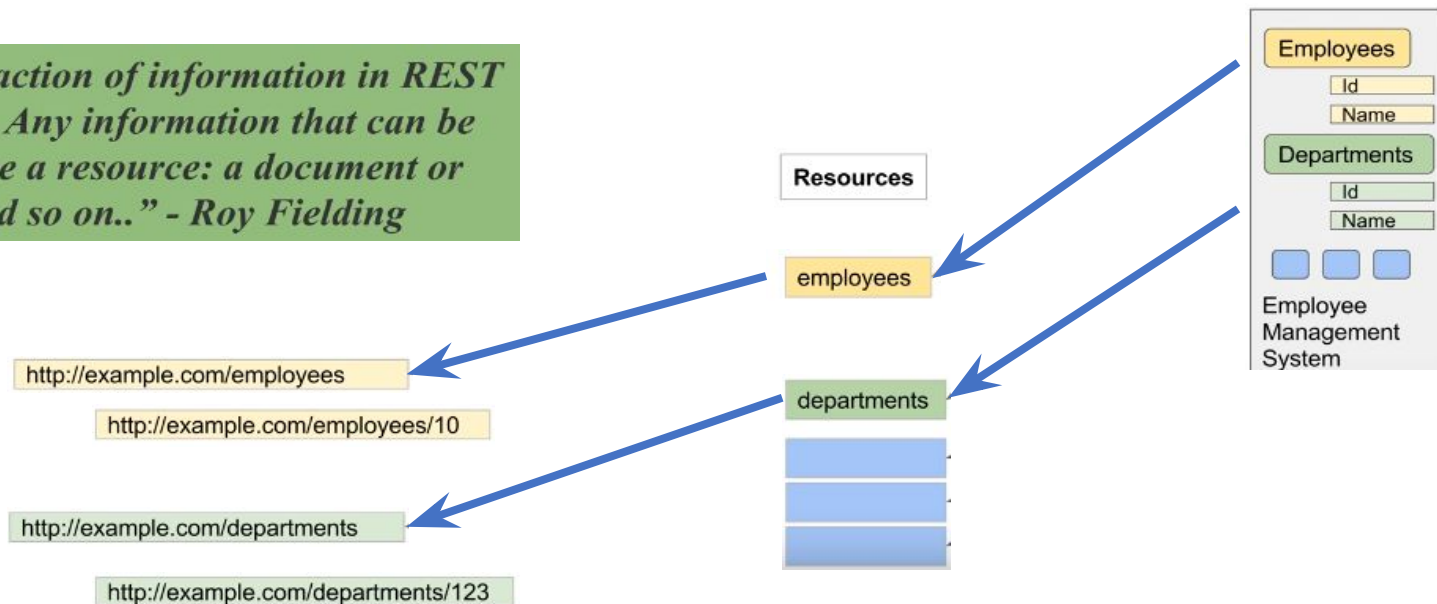 action of information in REST
Any information that can be
e a resource: a document or
d so on..” - Roy Fielding
Resources
employees
departments
http://example.com/employees
http://example.com/employees/10
http://example.com/departments
http://example.com/departments/123
Employees
Id
Name
Departments
Id
Name
Employee
Management
System